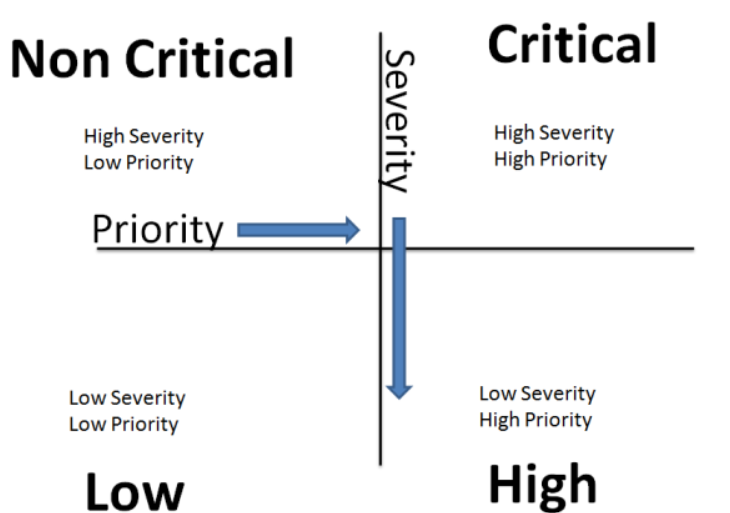 Non Critical
Critical
High Severity
Low Priority
Severity
High Severity
High Priority
Priority
Low Severity
Low Priority
Low Severity
High Priority
Low
High